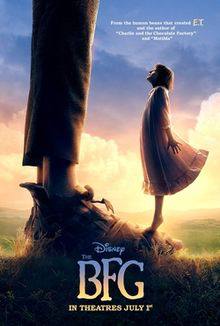 From the human beans that created E.T.
and the author of
"Charlie and the Chocolate Factory"
and "Matilda"
Disney
THE
BFG
IN THEATRES JULY 1st